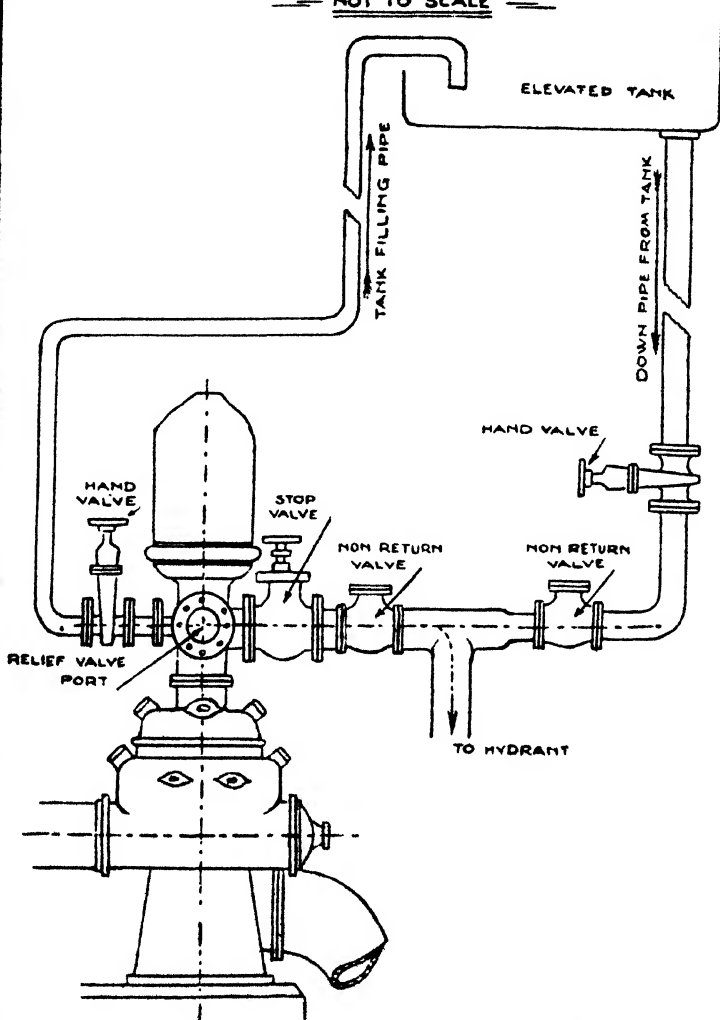 NOT TO SCALE
ELEVATED TANK
TANK FILLING PIPE
DOWN PIPE FROM TANK
HAND VALVE
HAND
VALVE
STOP
VALVE
NON RETURN
VALVE
NON RETURN
VALVE
RELIEF VALVE
PORT
TO HYDRANT